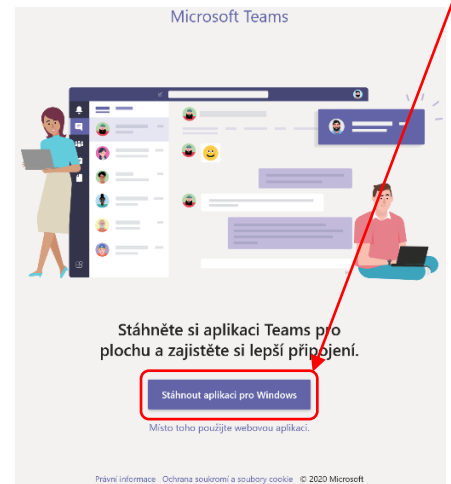 Microsoft Teams
Stáhněte si aplikaci Teams pro
plochu a zajistěte si lepší připojení.
Stáhnout aplikaci pro Windows
Místo toho použijte webovou aplikaci.
Právní informace Ochrana soukromí a soubory cookie © 2020 Microsoft